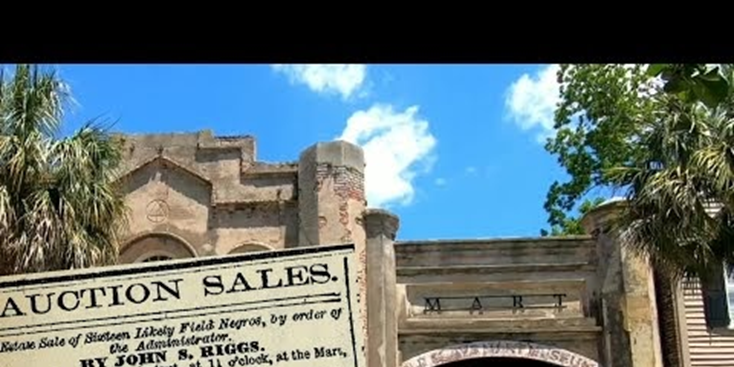 AUCTION SALES.
Estate Sale of Sixteen Likely Field Negros, by order of
the Administrator.
BY JOHN S. RIGGS.
at 11 o'clock, at the Mart,
MART
MUSEUM